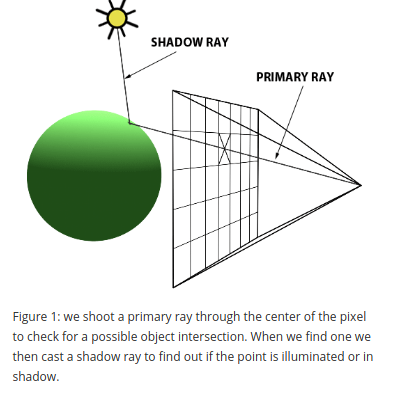 SHADOW RAY
PRIMARY RAY
Figure 1: we shoot a primary ray through the center of the pixel
to check for a possible object intersection. When we find one we
then cast a shadow ray to find out if the point is illuminated or in
shadow.